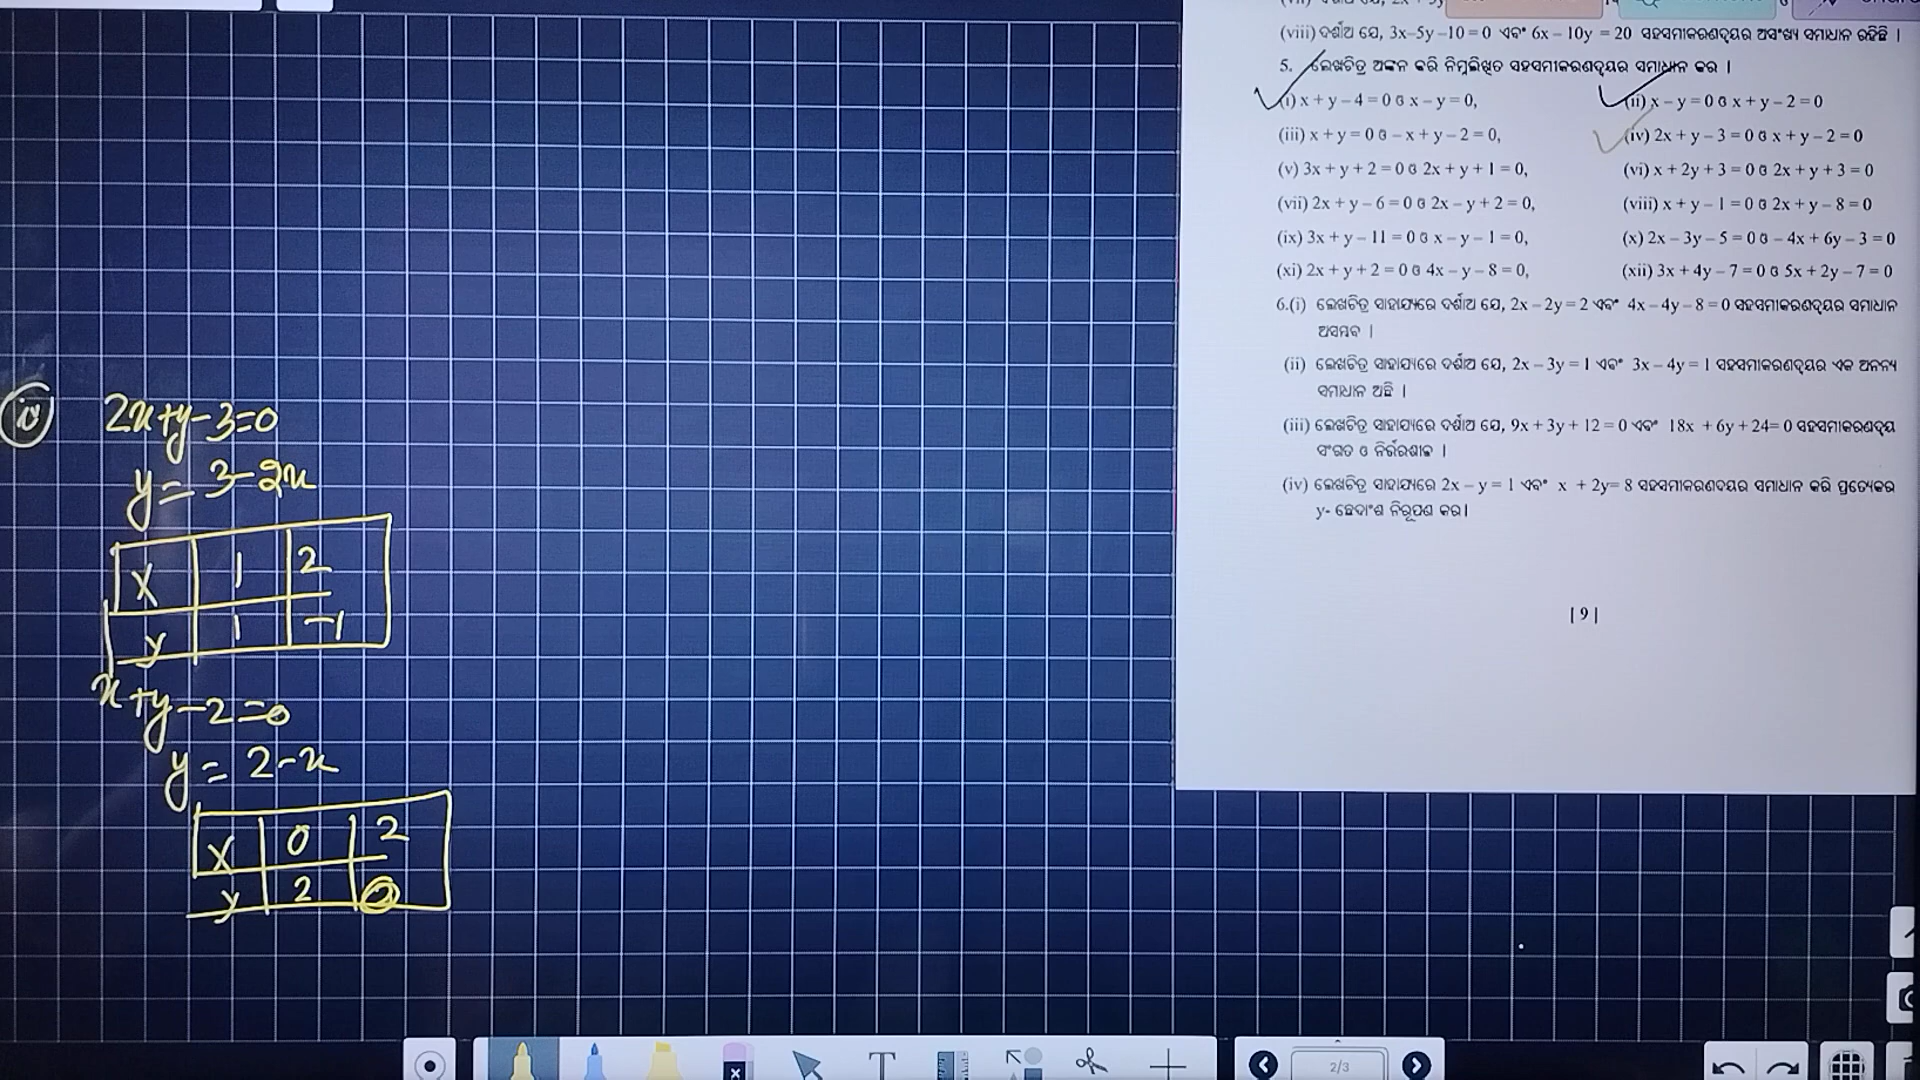 (iv) 2x+y-3=0
y = 3-2x
X 1 2
y 1 -1
x+y-2=0
y = 2-x
X 0 2
y 2 0
(viii) ଦର୍ଶାଅ ଯେ, 3x–5y –10 = 0 ଏବଂ 6x – 10y = 20 ସହସମୀକରଣଦ୍ୱୟର ଅସଂଖ୍ୟ ସମାଧାନ ରହିଛି ।
5. ଲେଖଚିତ୍ର ଅଙ୍କନ କରି ନିମ୍ନଲିଖିତ ସହସମୀକରଣଦ୍ୱୟର ସମାଧାନ କର ।
(i) x + y – 4 = 0 ଓ x – y = 0, (ii) x – y = 0 ଓ x + y – 2 = 0
(iii) x + y = 0 ଓ – x + y – 2 = 0, (iv) 2x + y – 3 = 0 ଓ x + y – 2 = 0
(v) 3x + y + 2 = 0 ଓ 2x + y + 1 = 0, (vi) x + 2y + 3 = 0 ଓ 2x + y + 3 = 0
(vii) 2x + y – 6 = 0 ଓ 2x – y + 2 = 0, (viii) x + y – 1 = 0 ଓ 2x + y – 8 = 0
(ix) 3x + y – 11 = 0 ଓ x – y – 1 = 0, (x) 2x – 3y – 5 = 0 ଓ – 4x + 6y – 3 = 0
(xi) 2x + y + 2 = 0 ଓ 4x – y – 8 = 0, (xii) 3x + 4y – 7 = 0 ଓ 5x + 2y – 7 = 0
6.(i) ଲେଖଚିତ୍ର ସାହାଯ୍ୟରେ ଦର୍ଶାଅ ଯେ, 2x – 2y = 2 ଏବଂ 4x – 4y – 8 = 0 ସହସମୀକରଣଦ୍ୱୟର ସମାଧାନ
ଅସମ୍ଭବ ।
(ii) ଲେଖଚିତ୍ର ସାହାଯ୍ୟରେ ଦର୍ଶାଅ ଯେ, 2x – 3y = 1 ଏବଂ 3x – 4y = 1 ସହସମୀକରଣଦ୍ୱୟର ଏକ ଅନନ୍ୟ
ସମାଧାନ ଅଛି ।
(iii) ଲେଖଚିତ୍ର ସାହାଯ୍ୟରେ ଦର୍ଶାଅ ଯେ, 9x + 3y + 12 = 0 ଏବଂ 18x + 6y + 24= 0 ସହସମୀକରଣଦ୍ୱୟ
ସଂଗତ ଓ ନିର୍ଭରଶୀଳ ।
(iv) ଲେଖଚିତ୍ର ସାହାଯ୍ୟରେ 2x – y = 1 ଏବଂ x + 2y= 8 ସହସମୀକରଣଦ୍ୱୟର ସମାଧାନ କରି ପ୍ରତ୍ୟେକର
y- ଛେଦାଂଶ ନିରୂପଣ କର।
[ 9 ]
2/3